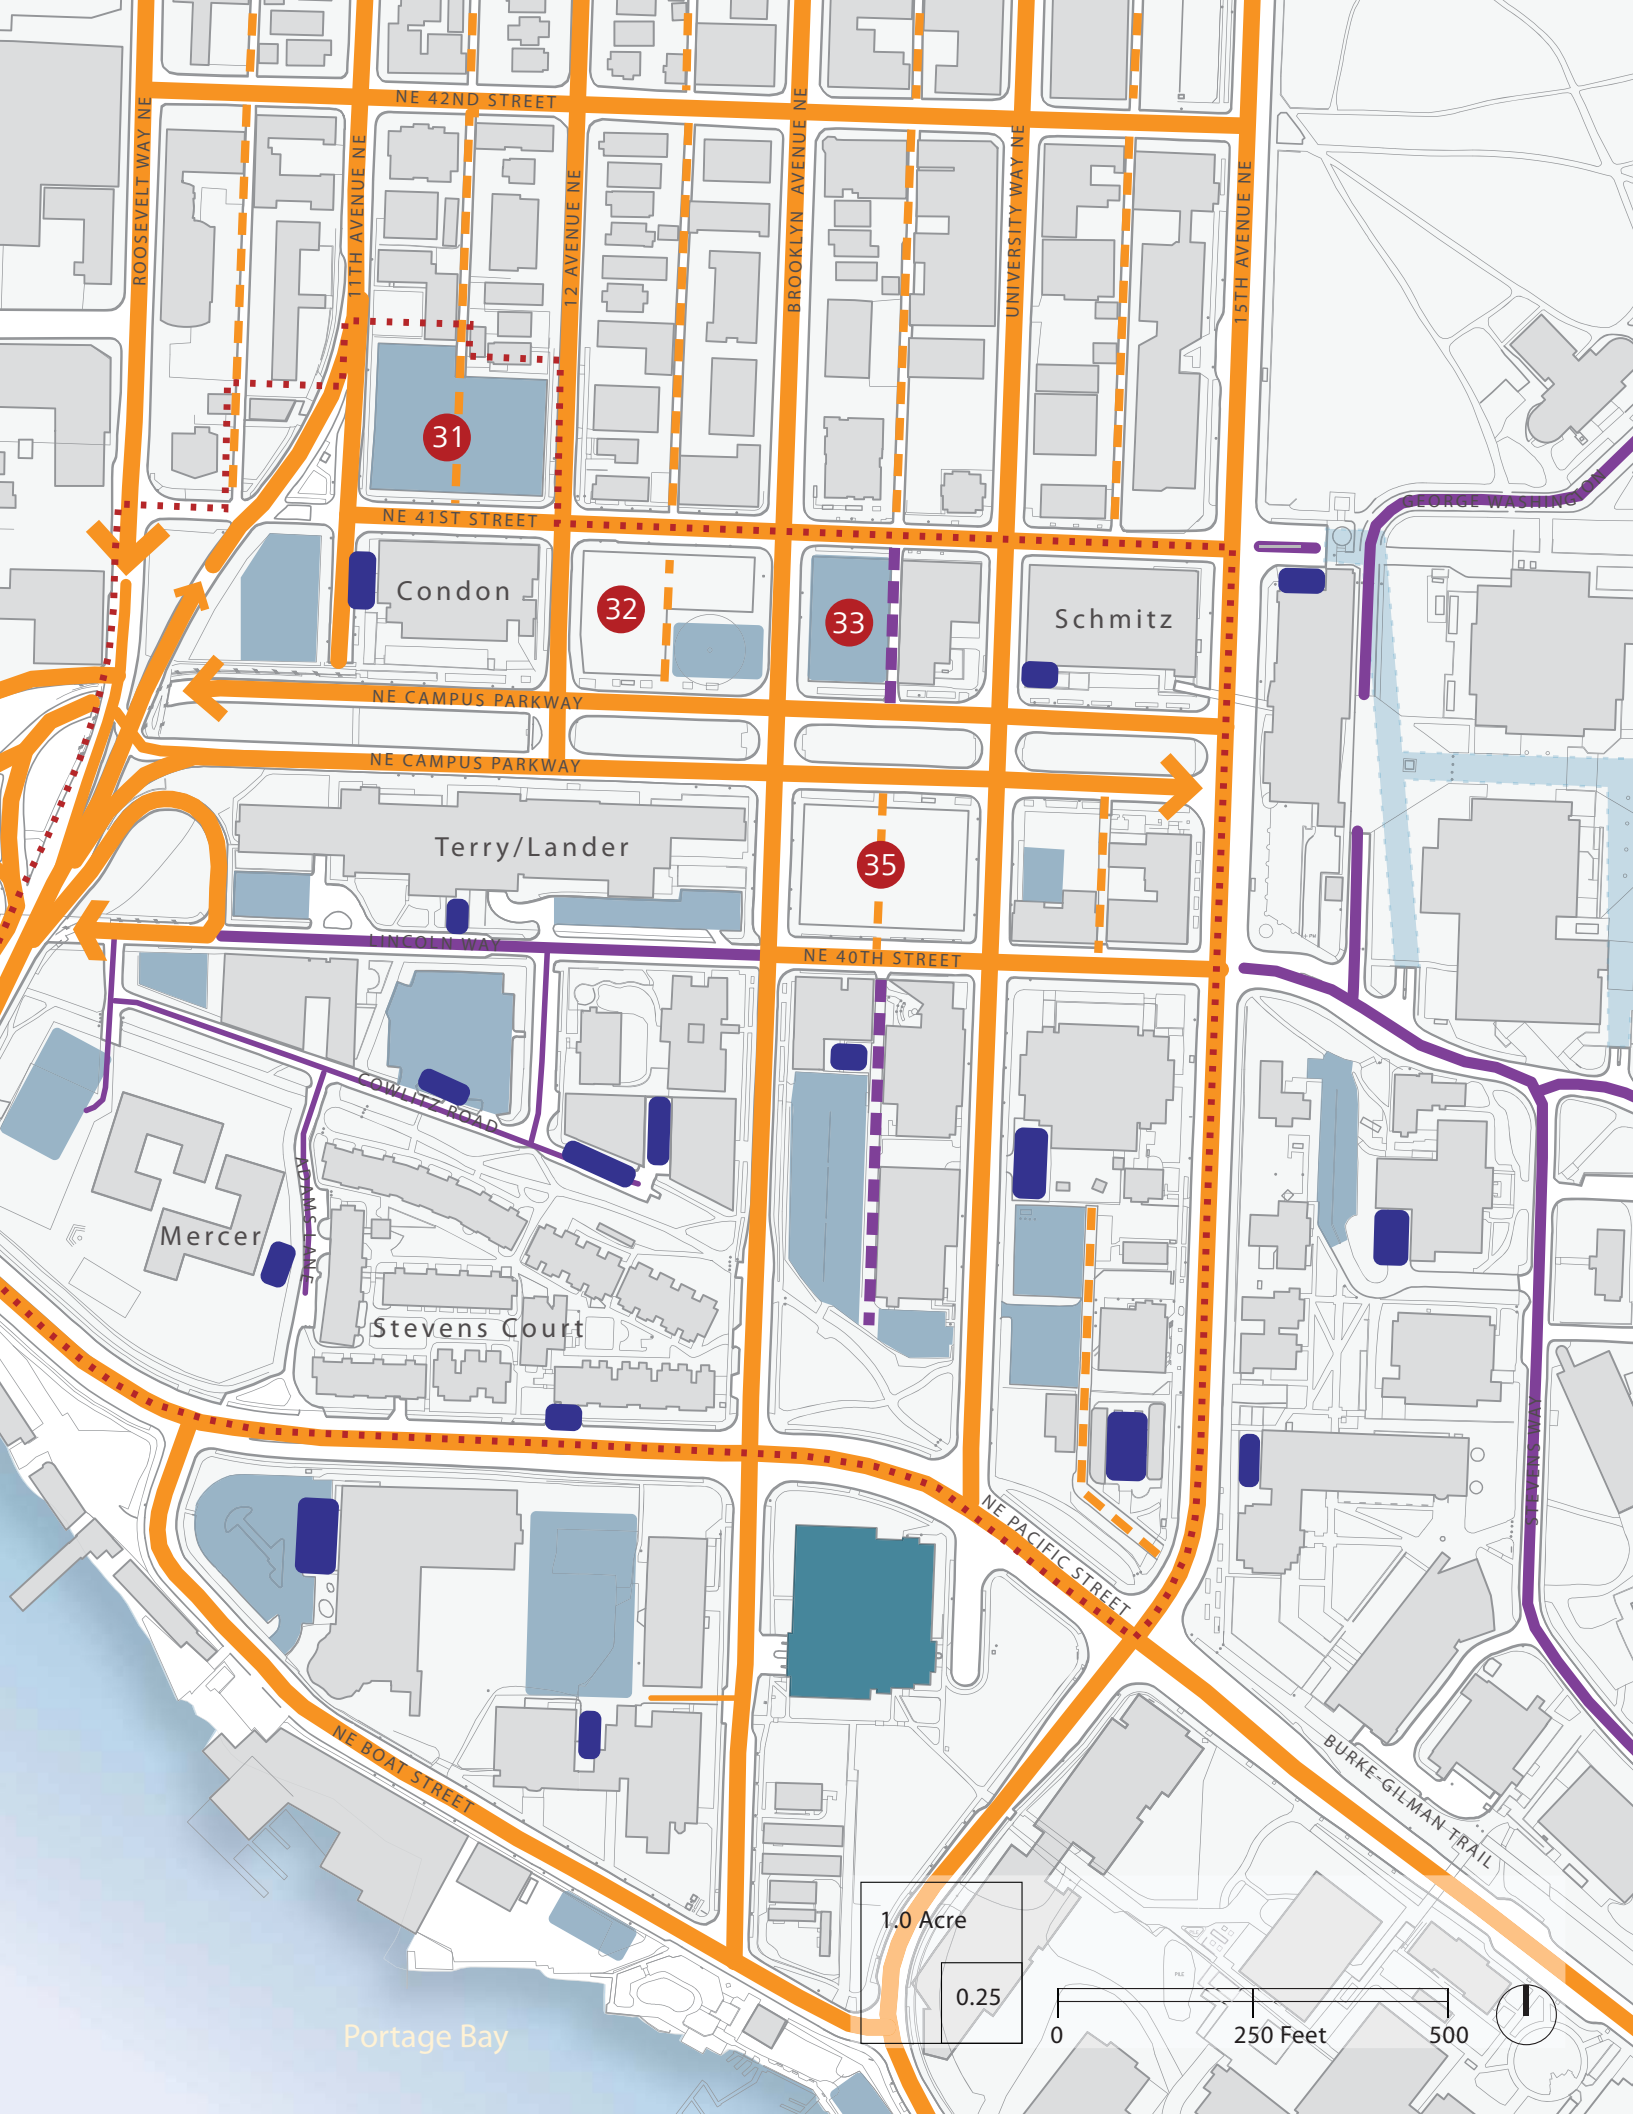 NE 42ND STREET
ROOSEVELT WAY NE
11TH AVENUE NE
12 AVENUE NE
BROOKLYN AVENUE NE
UNIVERSITY WAY NE
15TH AVENUE NE
31
GEORGE WASHINGTON
NE 41ST STREET
Condon
32
33
Schmitz
NE CAMPUS PARKWAY
NE CAMPUS PARKWAY
Terry/Lander
35
LINCOLN WAY
NE 40TH STREET
COWLITZ ROAD
ADAMS LANE
Mercer
Stevens Court
STEVENS WAY
NE PACIFIC STREET
NE BOAT STREET
BURKE-GILMAN TRAIL
1.0 Acre
0.25
0
250 Feet
500
Portage Bay